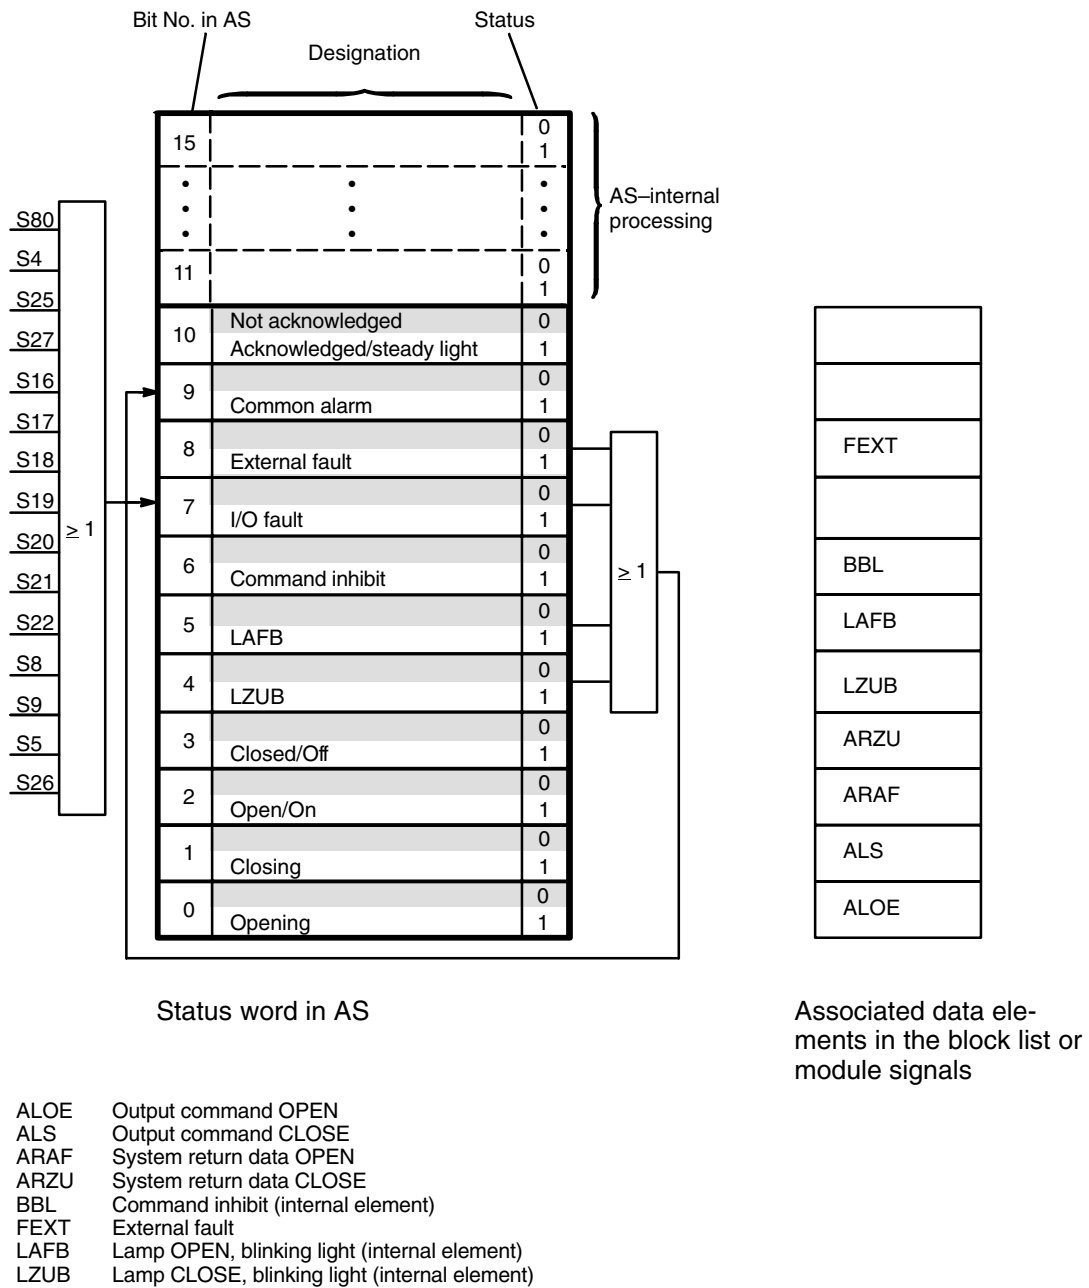 Bit No. in AS
Status
Designation
15
0
1
AS–internal
processing
11
0
1
S80
S4
S25
S27
S16
S17
S18
S19
S20
S21
S22
S8
S9
S5
S26
≥ 1
10
Not acknowledged
0
Acknowledged/steady light
1
9
0
Common alarm
1
8
0
External fault
1
7
0
I/O fault
1
6
0
Command inhibit
1
5
0
LAFB
1
4
0
LZUB
1
3
0
Closed/Off
1
2
0
Open/On
1
1
0
Closing
1
0
0
Opening
1
≥ 1
FEXT
BBL
LAFB
LZUB
ARZU
ARAF
ALS
ALOE
Status word in AS
Associated data ele-
ments in the block list or
module signals
ALOE Output command OPEN
ALS Output command CLOSE
ARAF System return data OPEN
ARZU System return data CLOSE
BBL Command inhibit (internal element)
FEXT External fault
LAFB Lamp OPEN, blinking light (internal element)
LZUB Lamp CLOSE, blinking light (internal element)